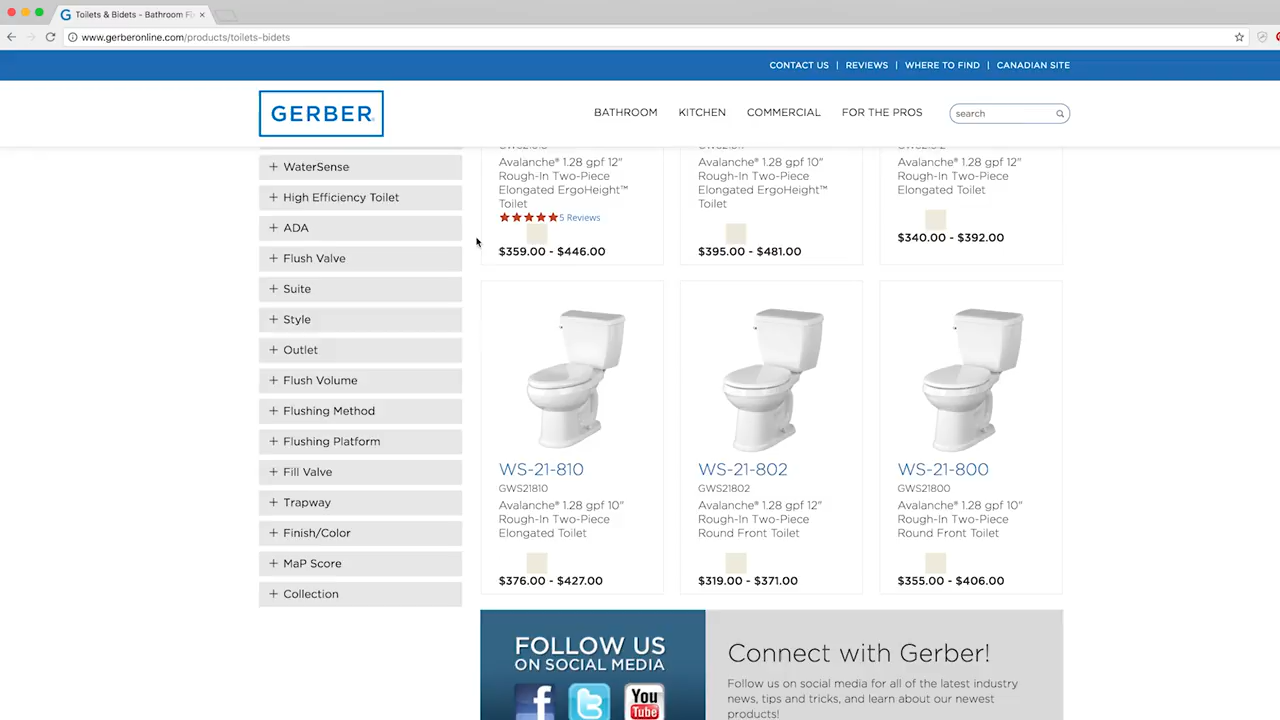 Toilets & Bidets - Bathroom Fi
www.gerberonline.com/products/toilets-bidets
CONTACT US | REVIEWS | WHERE TO FIND | CANADIAN SITE
GERBER
BATHROOM KITCHEN COMMERCIAL FOR THE PROS search
+ WaterSense
+ High Efficiency Toilet
+ ADA
+ Flush Valve
+ Suite
+ Style
+ Outlet
+ Flush Volume
+ Flushing Method
+ Flushing Platform
+ Fill Valve
+ Trapway
+ Finish/Color
+ MaP Score
+ Collection
Avalanche® 1.28 gpf 12"
Rough-In Two-Piece
Elongated ErgoHeight™
Toilet
5 Reviews
$359.00 - $446.00
Avalanche® 1.28 gpf 10"
Rough-In Two-Piece
Elongated ErgoHeight™
Toilet
$395.00 - $481.00
Avalanche® 1.28 gpf 12"
Rough-In Two-Piece
Elongated Toilet
$340.00 - $392.00
WS-21-810
GWS21810
Avalanche® 1.28 gpf 10"
Rough-In Two-Piece
Elongated Toilet
$376.00 - $427.00
WS-21-802
GWS21802
Avalanche® 1.28 gpf 12"
Rough-In Two-Piece
Round Front Toilet
$319.00 - $371.00
WS-21-800
GWS21800
Avalanche® 1.28 gpf 10"
Rough-In Two-Piece
Round Front Toilet
$355.00 - $406.00
FOLLOW US
ON SOCIAL MEDIA
You
Tube
Connect with Gerber!
Follow us on social media for all of the latest industry
news, tips and tricks, and learn about our newest
products!